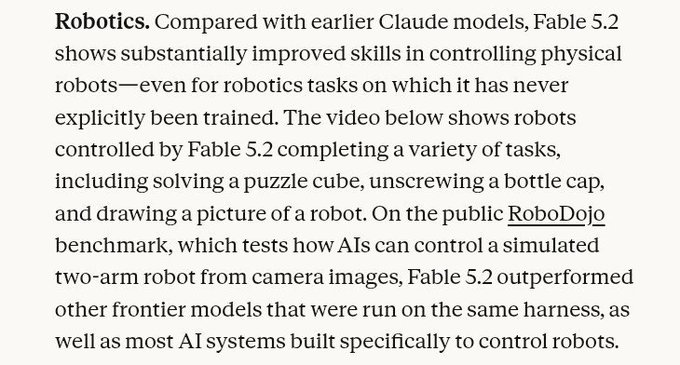 Robotics. Compared with earlier Claude models, Fable 5.2
shows substantially improved skills in controlling physical
robots—even for robotics tasks on which it has never
explicitly been trained. The video below shows robots
controlled by Fable 5.2 completing a variety of tasks,
including solving a puzzle cube, unscrewing a bottle cap,
and drawing a picture of a robot. On the public RoboDojo
benchmark, which tests how AIs can control a simulated
two-arm robot from camera images, Fable 5.2 outperformed
other frontier models that were run on the same harness, as
well as most AI systems built specifically to control robots.